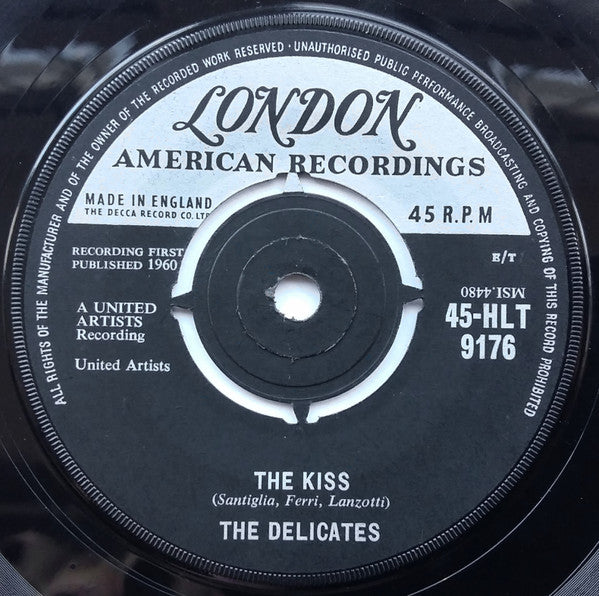 ALL RIGHTS OF THE MANUFACTURER AND OF THE OWNER OF THE RECORDED WORK RESERVED · UNAUTHORISED PUBLIC PERFORMANCE BROADCASTING AND COPYING OF THIS RECORD PROHIBITED
LONDON
AMERICAN RECORDINGS
MADE IN ENGLAND
THE DECCA RECORD CO. LTD
45 R.P.M
RECORDING FIRST
PUBLISHED 1960
E/T
MSL.4480
A UNITED
ARTISTS
Recording
45-HLT
9176
United Artists
THE KISS
(Santiglia, Ferri, Lanzotti)
THE DELICATES